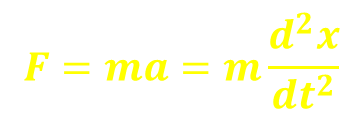 F = ma = m d²x/dt²